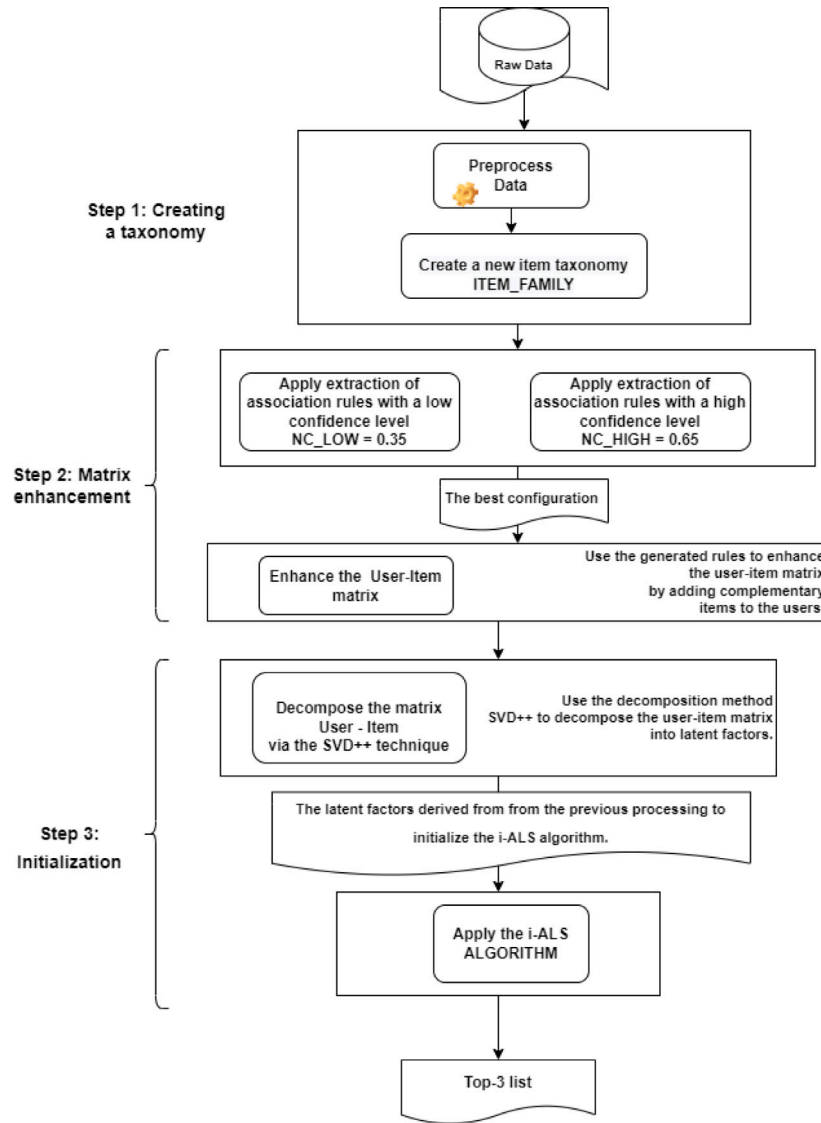 Raw Data
Step 1: Creating
a taxonomy
Preprocess
Data
Create a new item taxonomy
ITEM_FAMILY
Step 2: Matrix
enhancement
Apply extraction of
association rules with a low
confidence level
NC_LOW = 0.35
Apply extraction of
association rules with a high
confidence level
NC_HIGH = 0.65
The best configuration
Enhance the User-Item
matrix
Use the generated rules to enhance
the user-item matrix
by adding complementary
items to the users
Step 3:
Initialization
Decompose the matrix
User - Item
via the SVD++ technique
Use the decomposition method
SVD++ to decompose the user-item matrix
into latent factors.
The latent factors derived from from the previous processing to
initialize the i-ALS algorithm.
Apply the i-ALS
ALGORITHM
Top-3 list